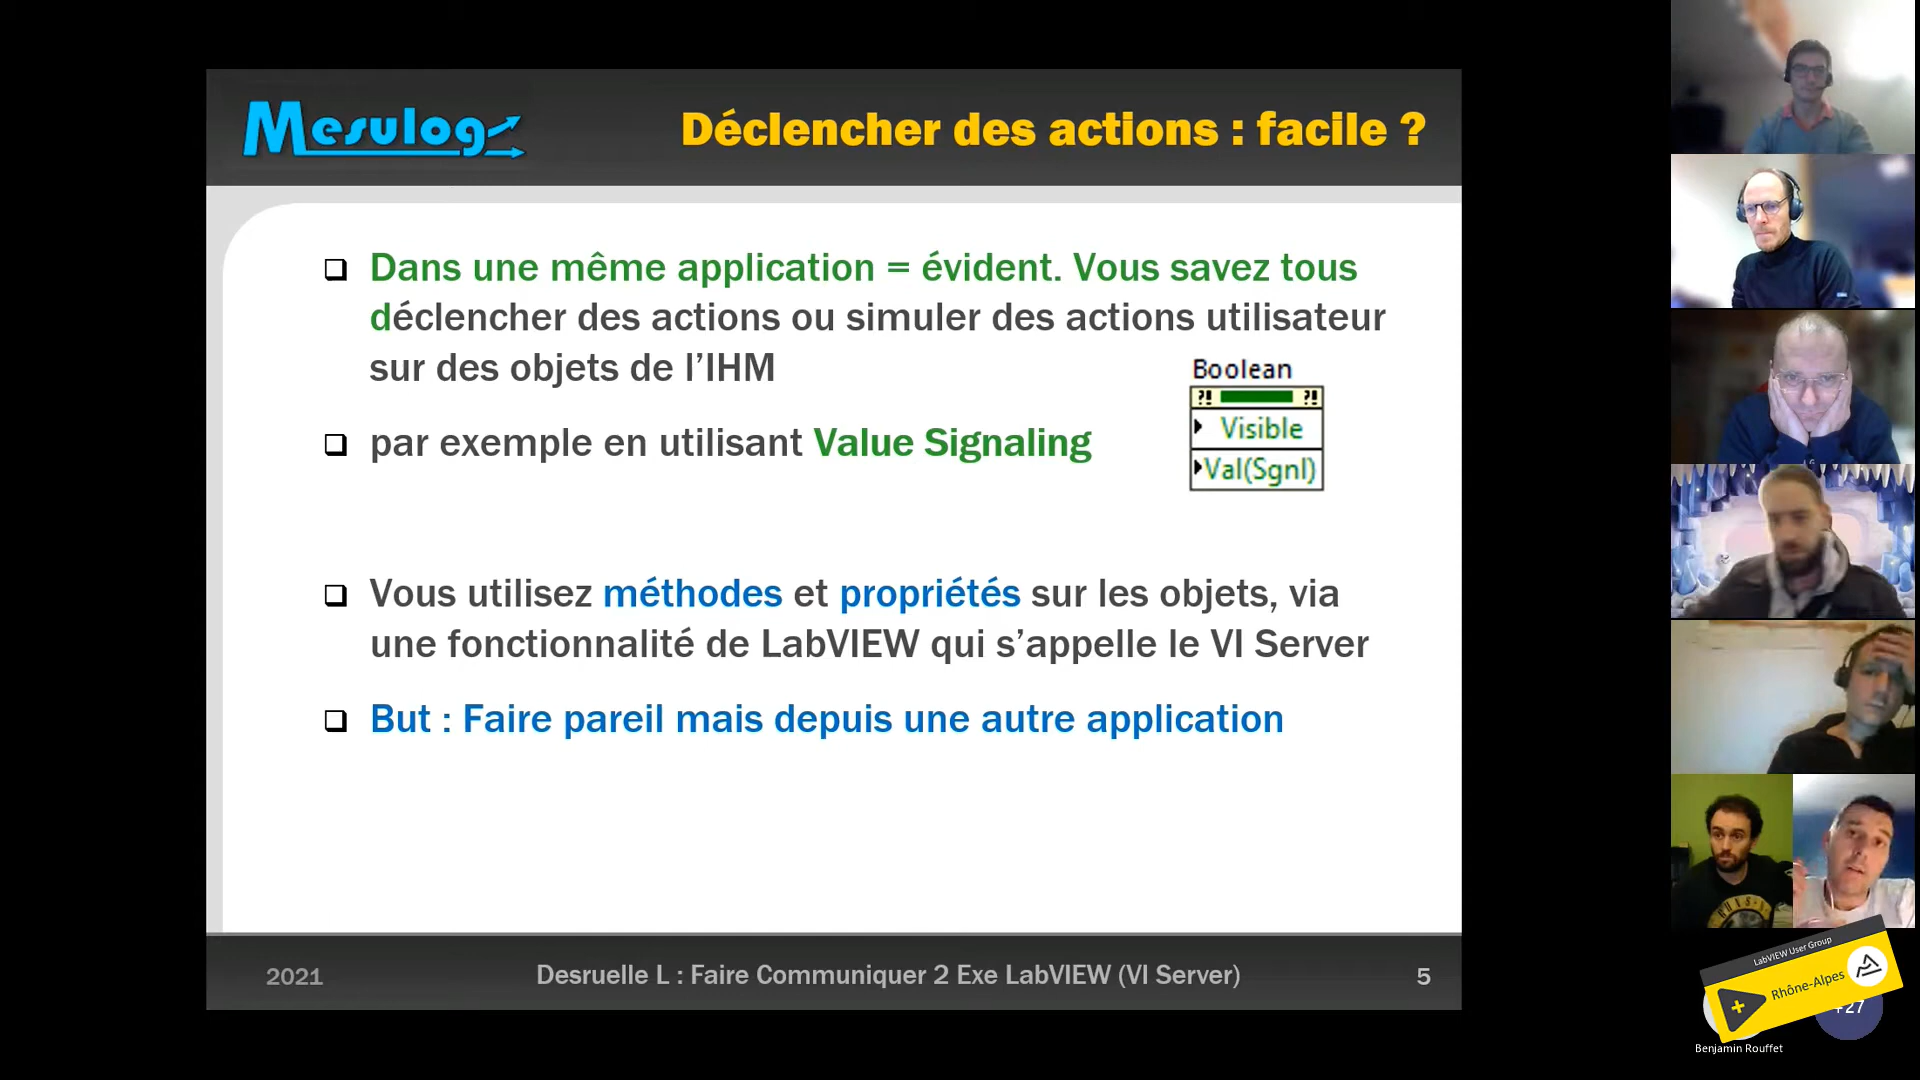 Mesulog
Déclencher des actions : facile ?
Dans une même application = évident. Vous savez tous
déclencher des actions ou simuler des actions utilisateur
sur des objets de l’IHM
Boolean
?! ?!
Visible
Val(Sgnl)
par exemple en utilisant Value Signaling
Vous utilisez méthodes et propriétés sur les objets, via
une fonctionnalité de LabVIEW qui s’appelle le VI Server
But : Faire pareil mais depuis une autre application
2021
Desruelle L : Faire Communiquer 2 Exe LabVIEW (VI Server)
5
LabVIEW User Group
Rhône-Alpes
+27
Benjamin Rouffet